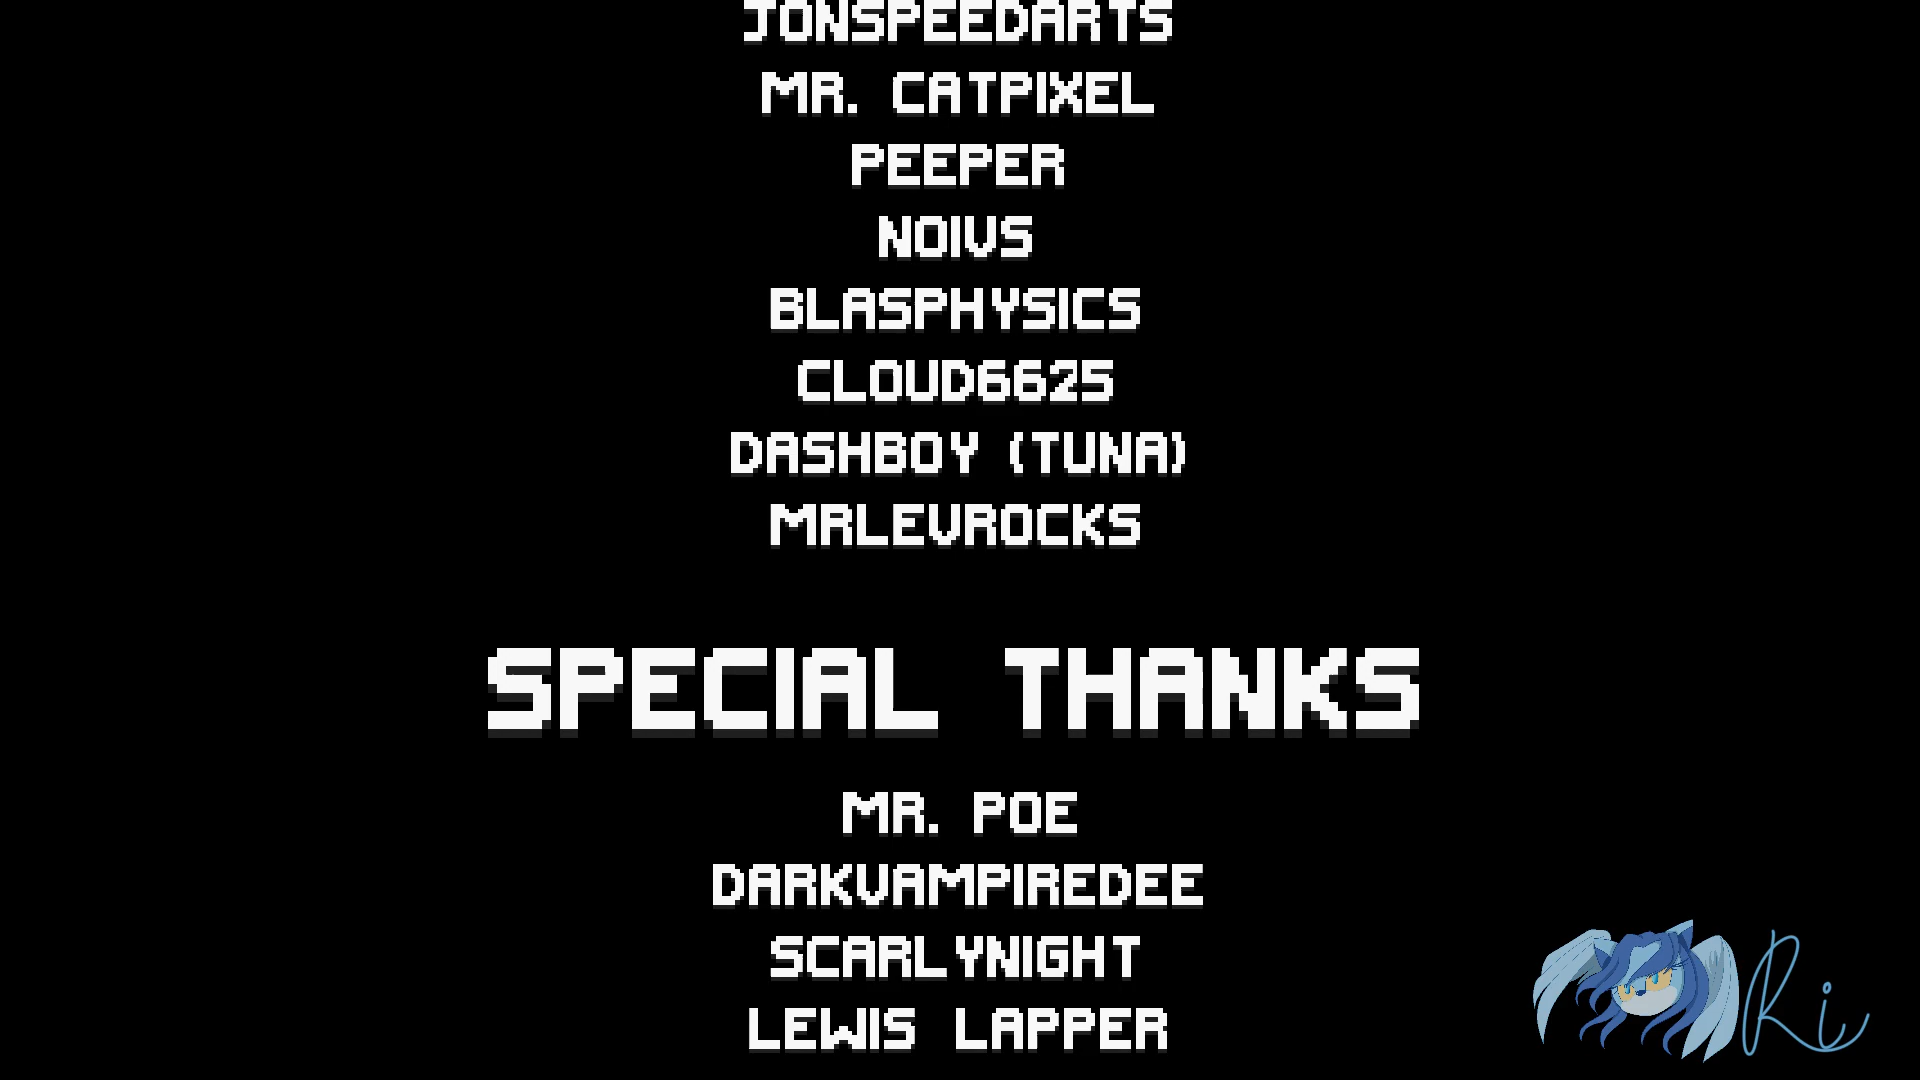 JONSPEEDARTS
MR. CATPIXEL
PEEPER
NOIVS
BLASPHYSICS
CLOUD6625
DASHBOY (TUNA)
MRLEVROCKS
SPECIAL THANKS
MR. POE
DARKVAMPIREDEE
SCARLYNIGHT
LEWIS LAPPER
Ri